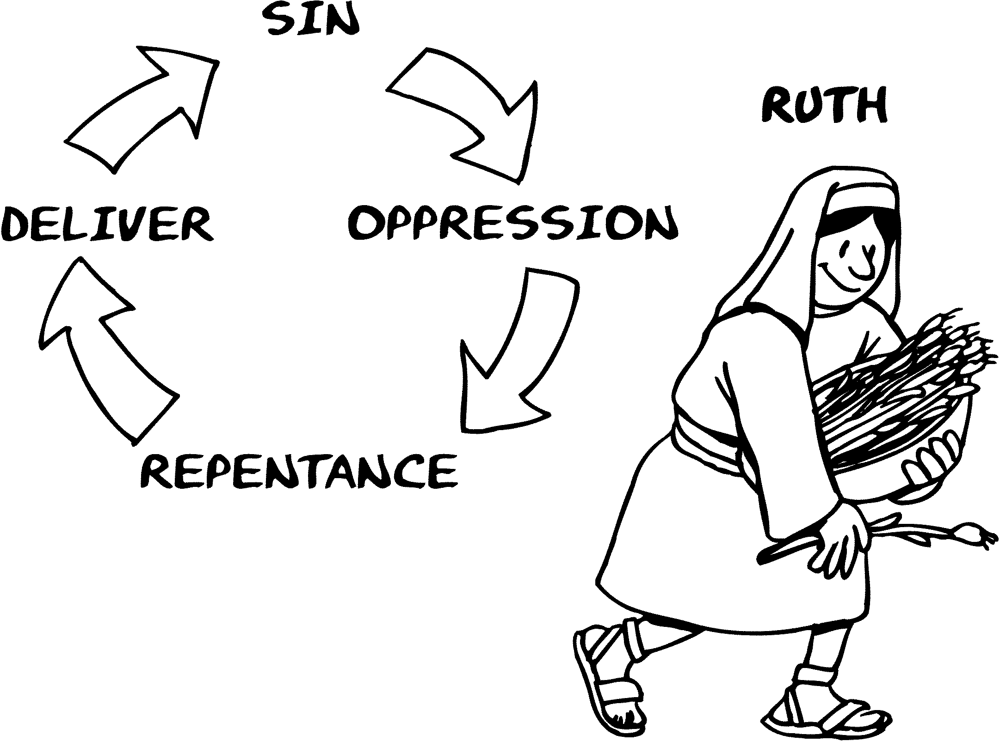 SIN
RUTH
DELIVER
OPPRESSION
REPENTANCE